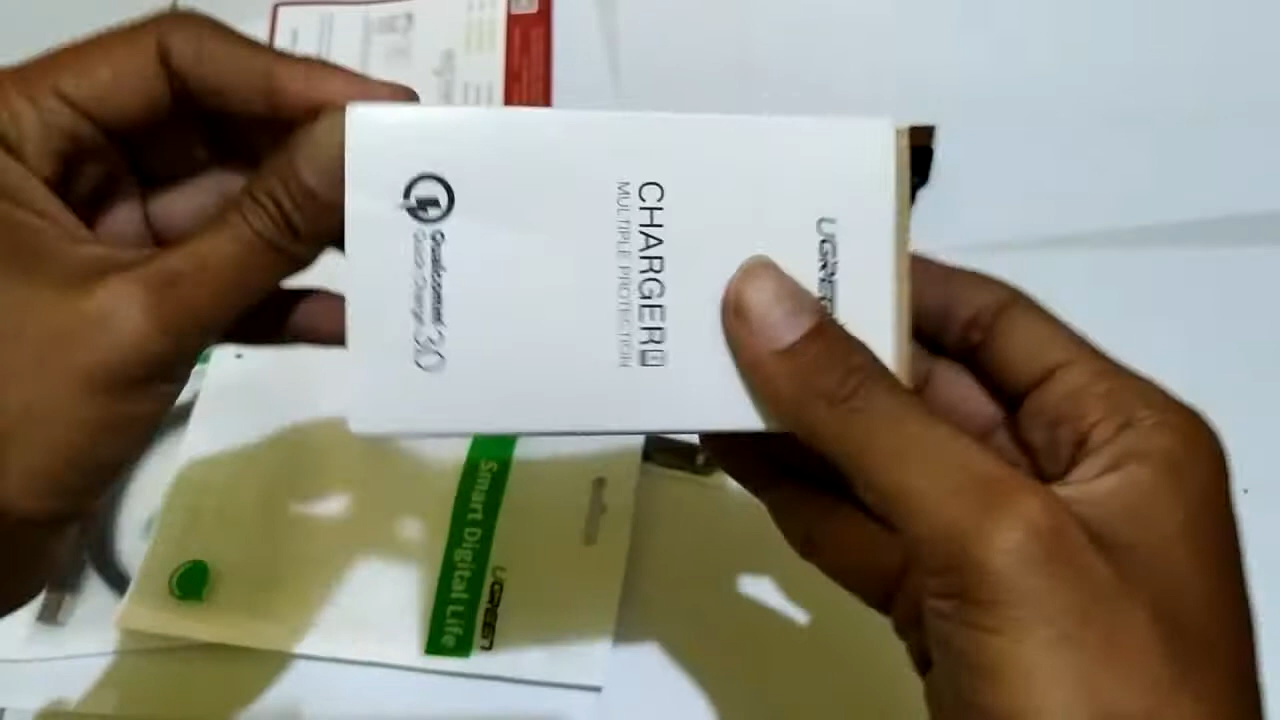 UGREEN
CHARGER
MULTIPLE PROTECTION
Qualcomm
Quick Charge 3.0
UGREEN
Smart Digital Life